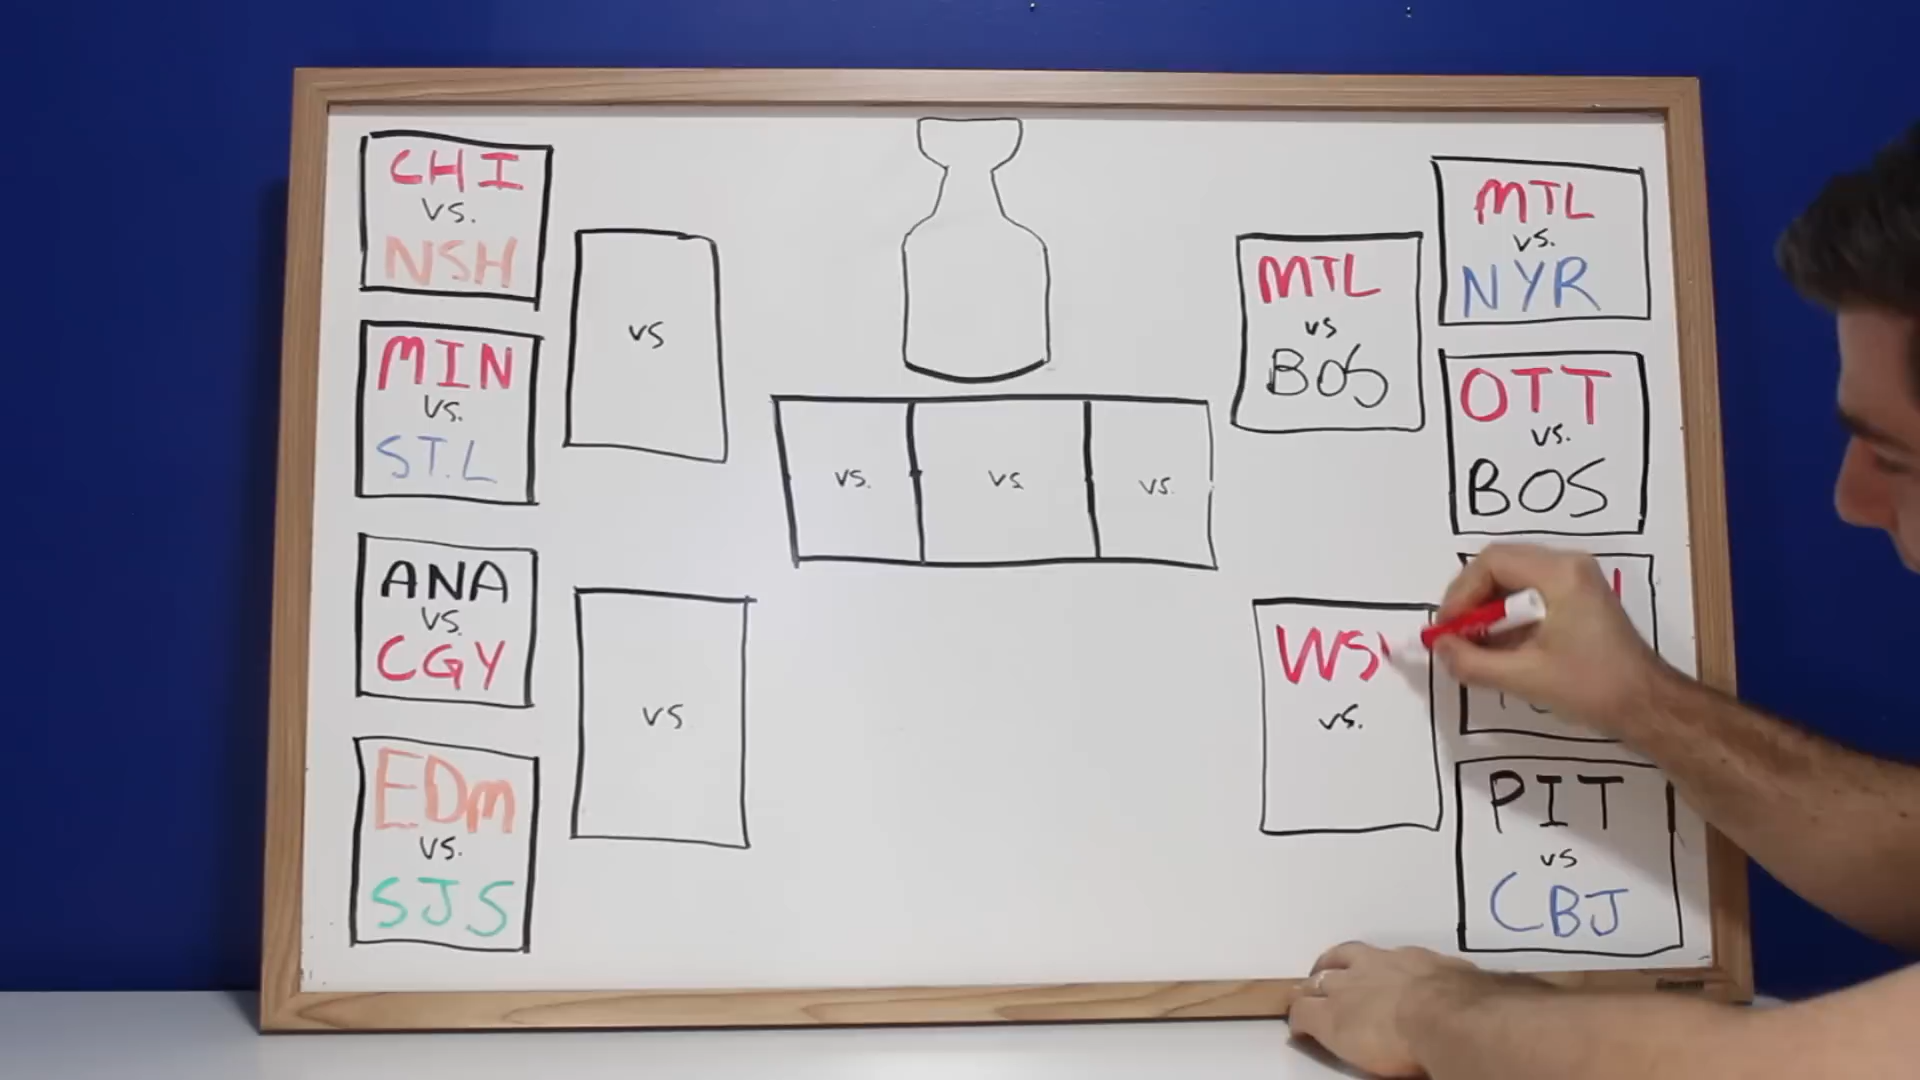 CHI
vs.
NSH
MIN
vs.
ST.L
ANA
vs.
CGY
EDm
vs.
SJS
vs
vs
vs.
vs.
vs.
MTL
vs
BOS
vs.
MTL
vs.
NYR
OTT
vs.
BOS
PIT
vs
CBJ